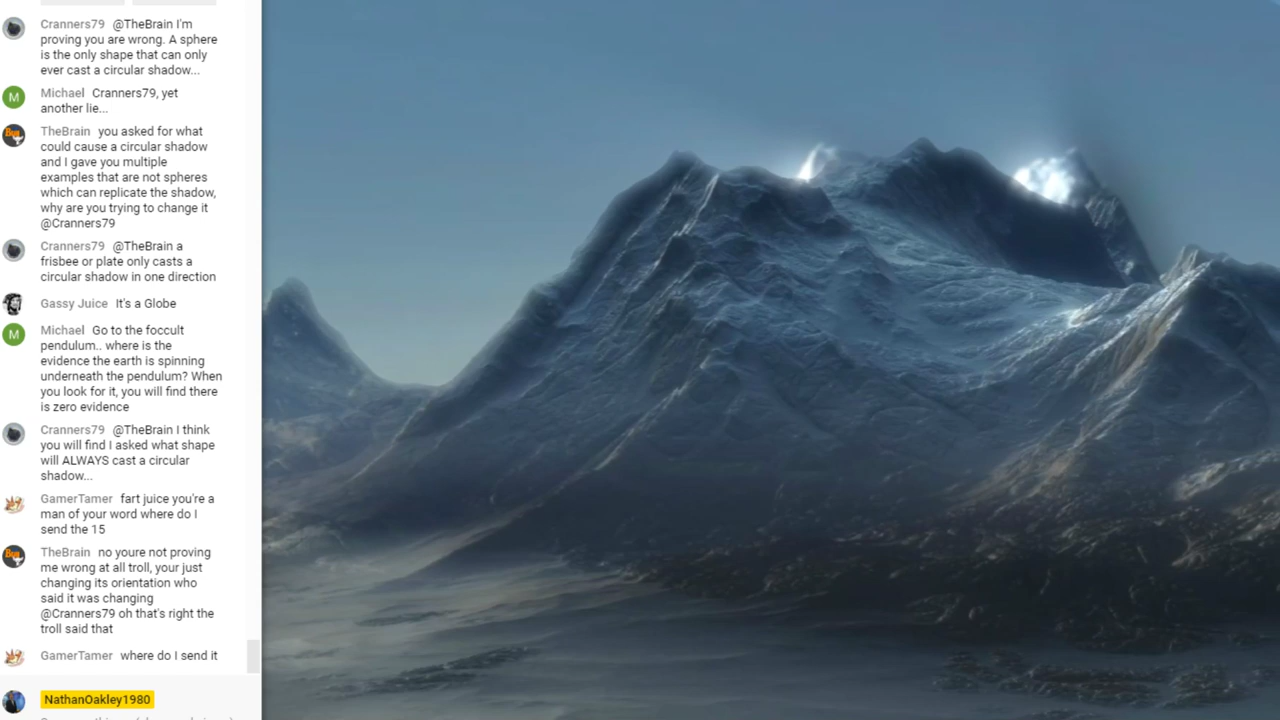 Cranners79 @TheBrain I'm
proving you are wrong. A sphere
is the only shape that can only
ever cast a circular shadow...
M Michael Cranners79, yet
another lie...
TheBrain you asked for what
could cause a circular shadow
and I gave you multiple
examples that are not spheres
which can replicate the shadow,
why are you trying to change it
@Cranners79
Cranners79 @TheBrain a
frisbee or plate only casts a
circular shadow in one direction
Gassy Juice It's a Globe
M Michael Go to the foccult
pendulum.. where is the
evidence the earth is spinning
underneath the pendulum? When
you look for it, you will find there
is zero evidence
Cranners79 @TheBrain I think
you will find I asked what shape
will ALWAYS cast a circular
shadow...
GamerTamer fart juice you're a
man of your word where do I
send the 15
TheBrain no youre not proving
me wrong at all troll, your just
changing its orientation who
said it was changing
@Cranners79 oh that's right the
troll said that
GamerTamer where do I send it
NathanOakley1980